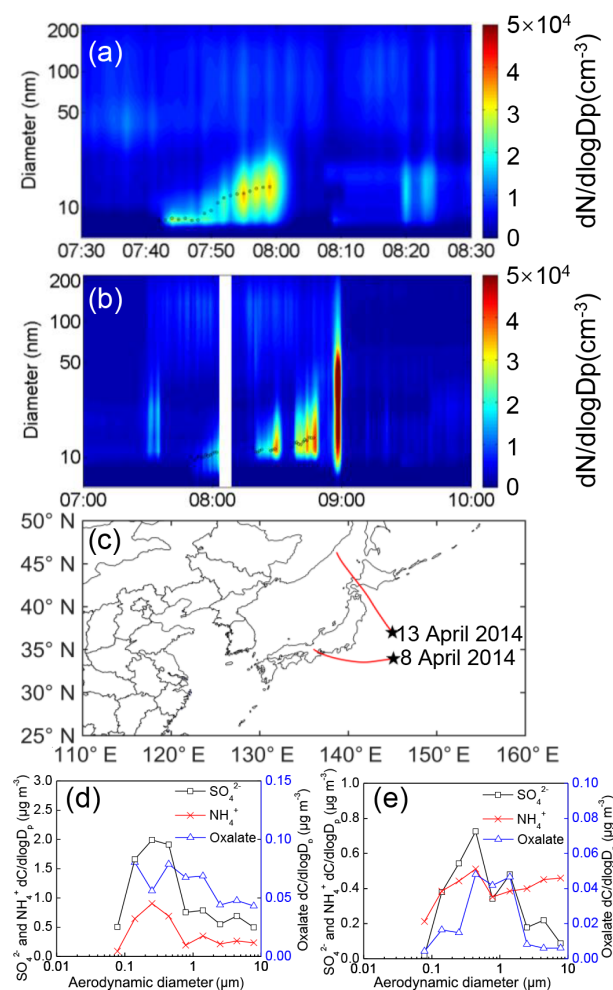 (a)
200
50
10
Diameter (nm)
07:30 07:40 07:50 08:00 08:10 08:20 08:30
5×10⁴
4
3
2
1
0
dN/dlogDp(cm⁻³)
(b)
200
100
50
10
Diameter (nm)
07:00 08:00 09:00 10:00
5×10⁴
4
3
2
1
0
dN/dlogDp(cm⁻³)
(c)
50° N
45° N
40° N
35° N
30° N
25° N
110° E 120° E 130° E 140° E 150° E 160° E
13 April 2014
8 April 2014
(d)
SO₄²⁻
NH₄⁺
Oxalate
3.0
2.5
2.0
1.5
1.0
0.5
0.0
SO₄²⁻ and NH₄⁺ dC/dlogDₚ (µg m⁻³)
0.15
0.10
0.05
0.00
Oxalate dC/dlogDₚ (µg m⁻³)
0.01 0.1 1 10
Aerodynamic diameter (µm)
(e)
SO₄²⁻
NH₄⁺
Oxalate
1.0
0.8
0.6
0.4
0.2
0.0
SO₄²⁻ and NH₄⁺ dC/dlogDₚ (µg m⁻³)
0.10
0.08
0.06
0.04
0.02
0.00
Oxalate dC/dlogDₚ (µg m⁻³)
0.01 0.1 1 10
Aerodynamic diameter (µm)